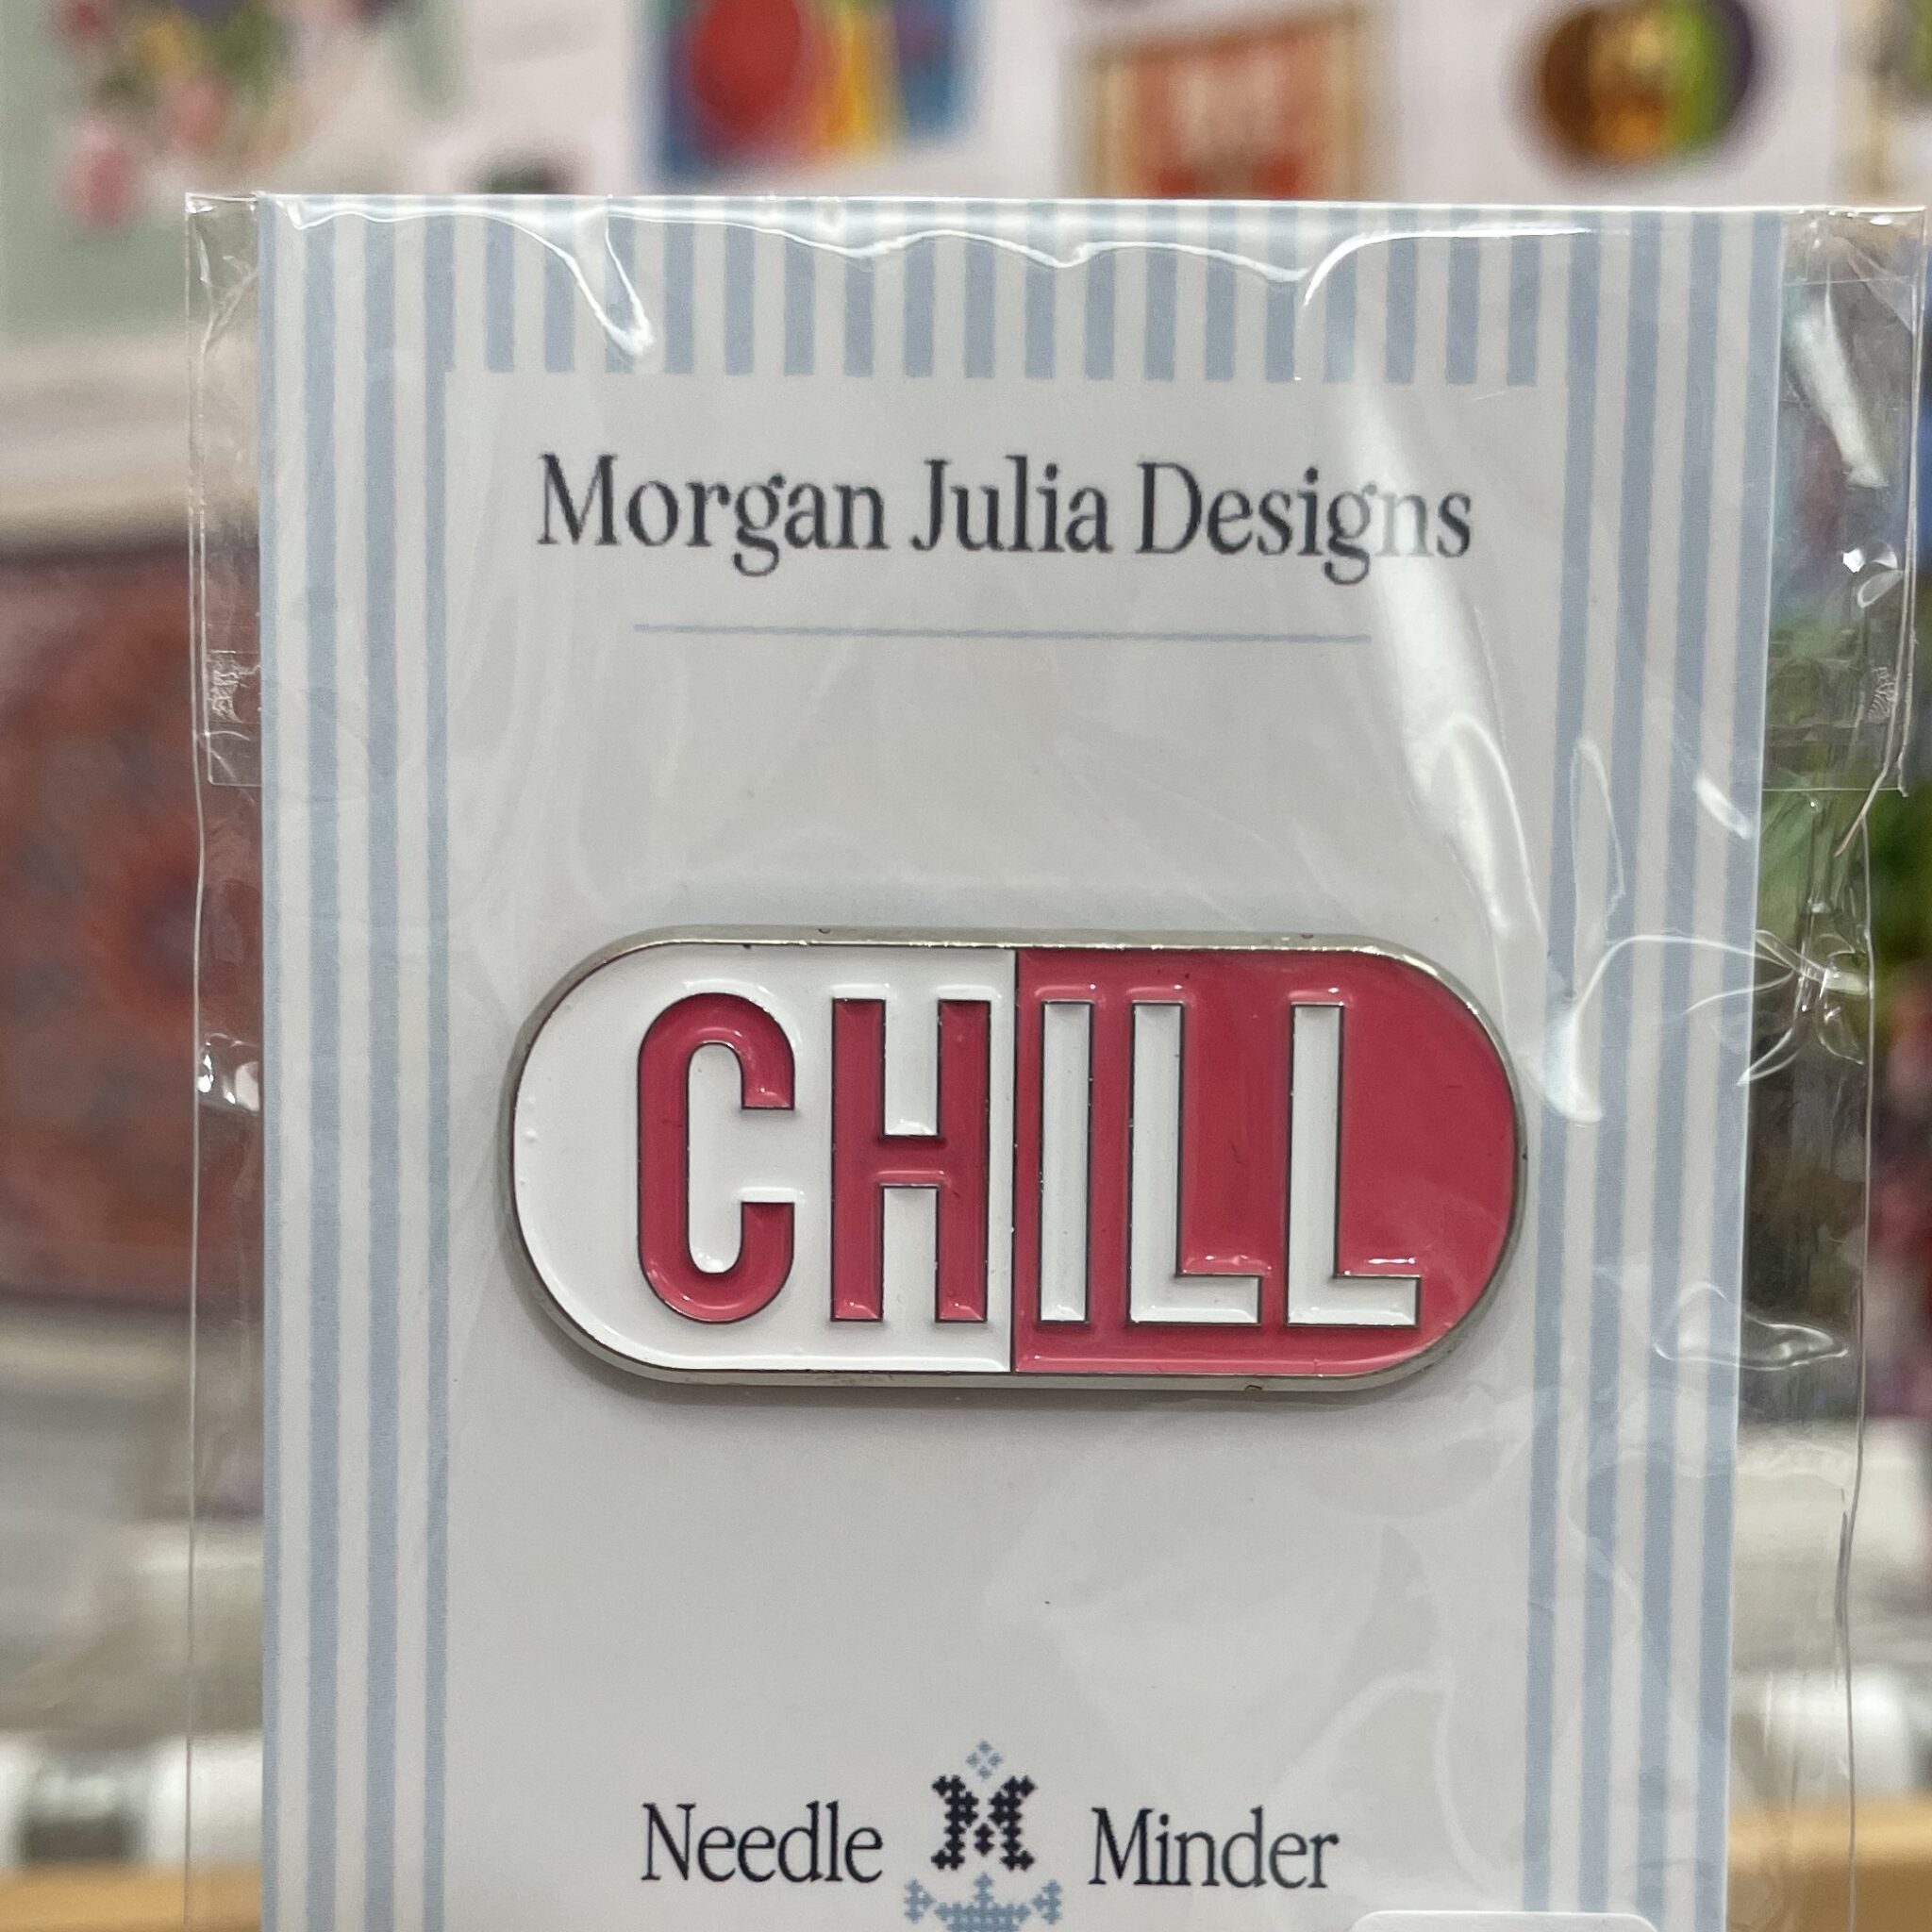 Morgan Julia Designs
CHILL
Needle Minder